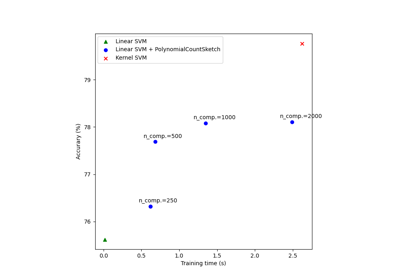 Linear SVM
Linear SVM + PolynomialCountSketch
Kernel SVM
79
78
77
76
Accurary (%)
n_comp.=1000
n_comp.=2000
n_comp.=500
n_comp.=250
0.0 0.5 1.0 1.5 2.0 2.5
Training time (s)